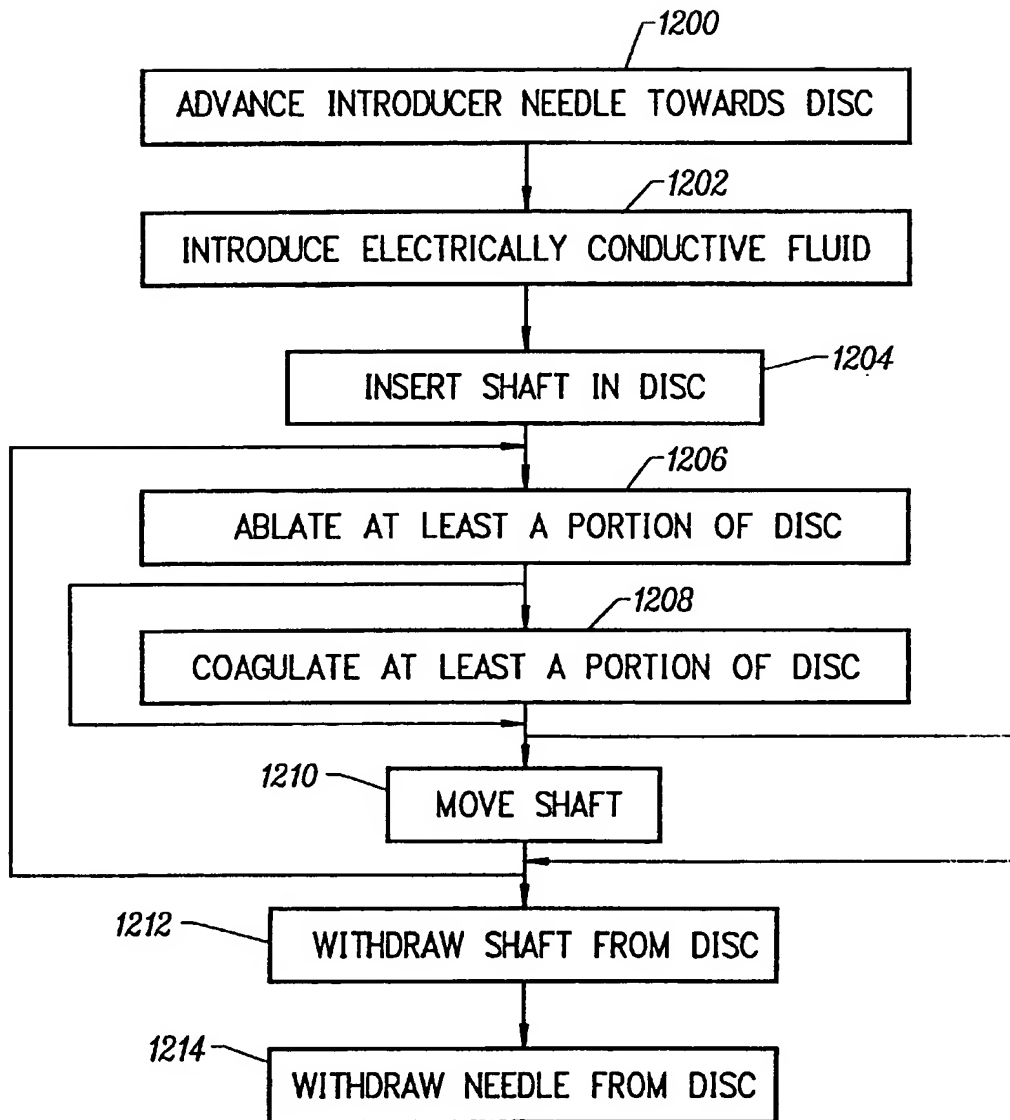 1200
ADVANCE INTRODUCER NEEDLE TOWARDS DISC
1202
INTRODUCE ELECTRICALLY CONDUCTIVE FLUID
1204
INSERT SHAFT IN DISC
1206
ABLATE AT LEAST A PORTION OF DISC
1208
COAGULATE AT LEAST A PORTION OF DISC
1210
MOVE SHAFT
1212
WITHDRAW SHAFT FROM DISC
1214
WITHDRAW NEEDLE FROM DISC